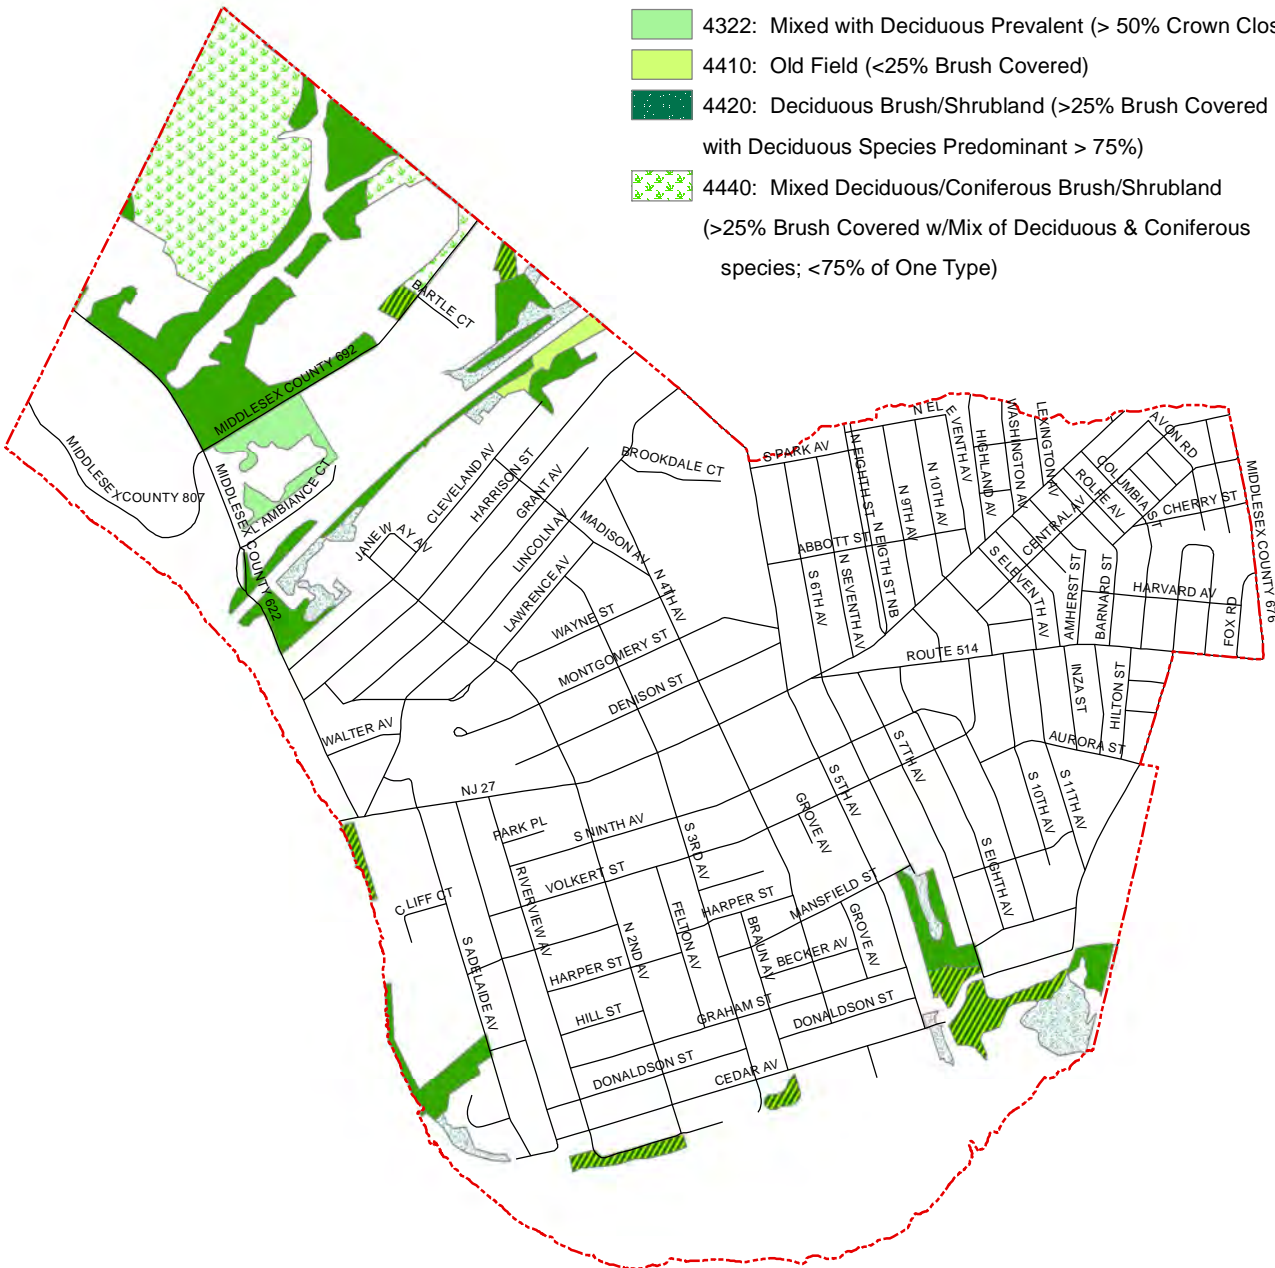 4322: Mixed with Deciduous Prevalent (> 50% Crown Clos
4410: Old Field (<25% Brush Covered)
4420: Deciduous Brush/Shrubland (>25% Brush Covered
with Deciduous Species Predominant > 75%)
4440: Mixed Deciduous/Coniferous Brush/Shrubland
(>25% Brush Covered w/Mix of Deciduous & Coniferous
species; <75% of One Type)
BARTLE CT
MIDDLESEX COUNTY 692
MIDDLESEX COUNTY 807
MIDDLESEX COUNTY 622
L AMBIANCE CT
JANEW AY AV
CLEVELAND AV
HARRISON ST
GRANT AV
LINCOLN AV
LAWRENCE AV
MADISON AV
BROOKDALE CT
N 4TH AV
WAYNE ST
MONTGOMERY ST
DENISON ST
WALTER AV
NJ 27
S PARK AV
N EL EVENTH AV
N EIGHTH ST
N 9TH AV
N 10TH AV
HIGHLAND AV
WASHINGTON AV
LEXINGTON AV
AVON RD
COLUMBIA ST
ROLFE AV
CHERRY ST
CENTRAL AV
MIDDLESEX COUNTY 676
ABBOTT ST
S 6TH AV
N SEVENTH AV
N EIGTH ST NB
S ELEVENTH AV
AMHERST ST
BARNARD ST
HARVARD AV
FOX RD
ROUTE 514
INZA ST
HILTON ST
AURORA ST
S 7TH AV
S 5TH AV
S 10TH AV
S 11TH AV
S EIGHTH AV
PARK PL
S NINTH AV
S 3RD AV
GROVE AV
VOLKERT ST
RIVERVIEW AV
C LIFF CT
S ADELAIDE AV
HARPER ST
MANSFIELD ST
FELTON AV
N 2ND AV
BRAUN AV
BECKER AV
GROVE AV
HARPER ST
HILL ST
GRAHAM ST
DONALDSON ST
DONALDSON ST
CEDAR AV